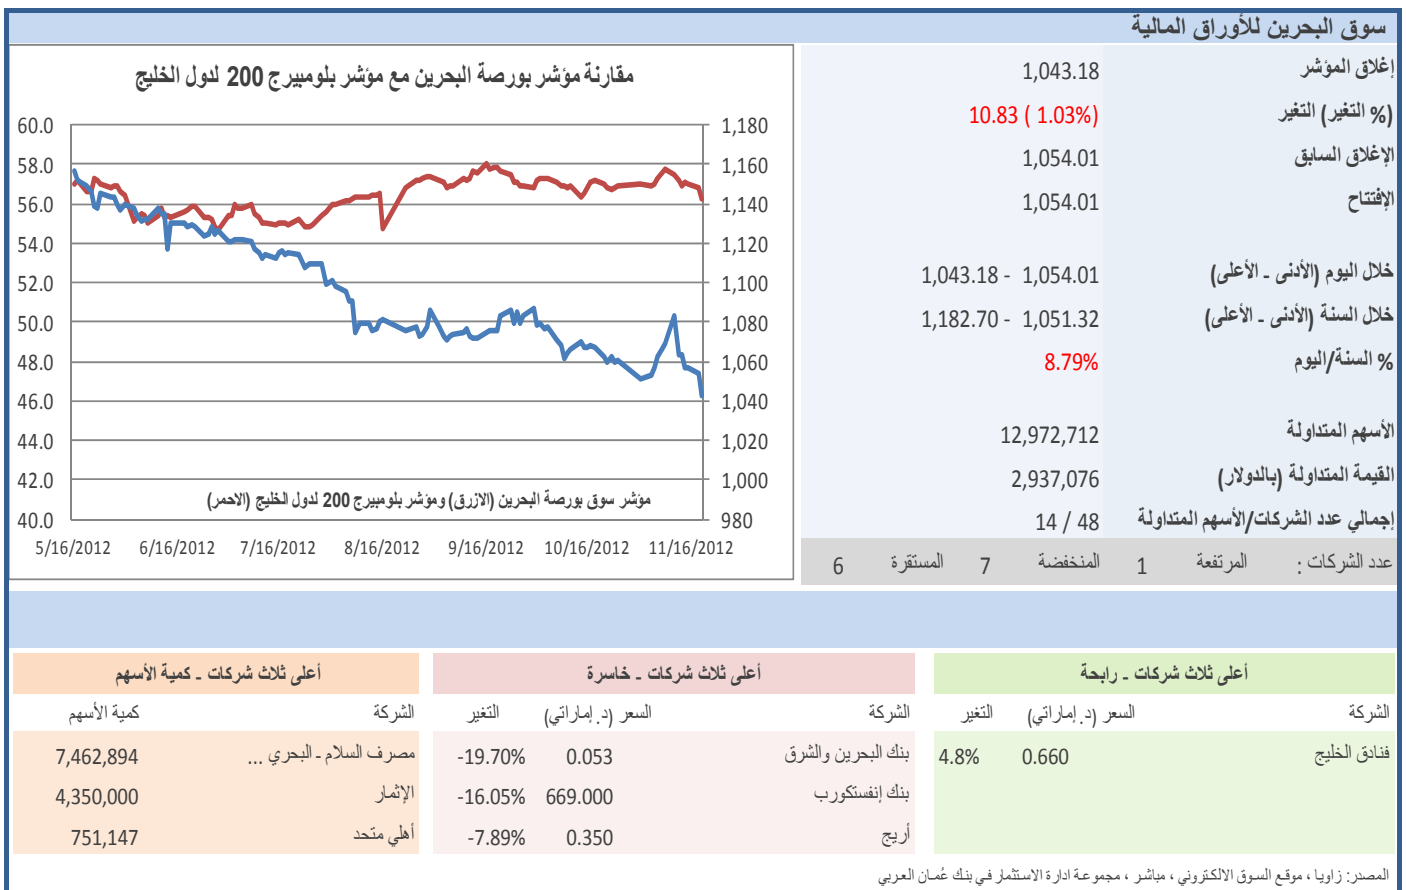 سوق البحرين للأوراق المالية
إغلاق المؤشر 1,043.18
(% التغير) التغير 10.83 ( 1.03%)
الإغلاق السابق 1,054.01
الإفتتاح 1,054.01
خلال اليوم (الأدنى - الأعلى) 1,043.18 - 1,054.01
خلال السنة (الأدنى - الأعلى) 1,182.70 - 1,051.32
% السنة/اليوم 8.79%
الأسهم المتداولة 12,972,712
القيمة المتداولة (بالدولار) 2,937,076
إجمالي عدد الشركات/الأسهم المتداولة 14 / 48
عدد الشركات : المرتفعة 1 المنخفضة 7 المستقرة 6
مقارنة مؤشر بورصة البحرين مع مؤشر بلومبيرج 200 لدول الخليج
60.0 1,180
58.0 1,160
56.0 1,140
54.0 1,120
52.0 1,100
50.0 1,080
48.0 1,060
46.0 1,040
44.0 1,020
42.0 1,000
مؤشر سوق بورصة البحرين (الازرق) ومؤشر بلومبيرج 200 لدول الخليج (الاحمر)
40.0 980
5/16/2012 6/16/2012 7/16/2012 8/16/2012 9/16/2012 10/16/2012 11/16/2012
أعلى ثلاث شركات - رابحة
الشركة السعر (د.إماراتي) التغير
فنادق الخليج 0.660 4.8%
أعلى ثلاث شركات - خاسرة
الشركة السعر (د.إماراتي) التغير
بنك البحرين والشرق 0.053 -19.70%
بنك إنفستكورب 669.000 -16.05%
أريج 0.350 -7.89%
أعلى ثلاث شركات - كمية الأسهم
الشركة كمية الأسهم
مصرف السلام - البحري ... 7,462,894
الإثمار 4,350,000
أهلي متحد 751,147
المصدر: زاويا ، موقع السوق الالكتروني ، مباشر ، مجموعة ادارة الاستثمار في بنك عُمان العربي